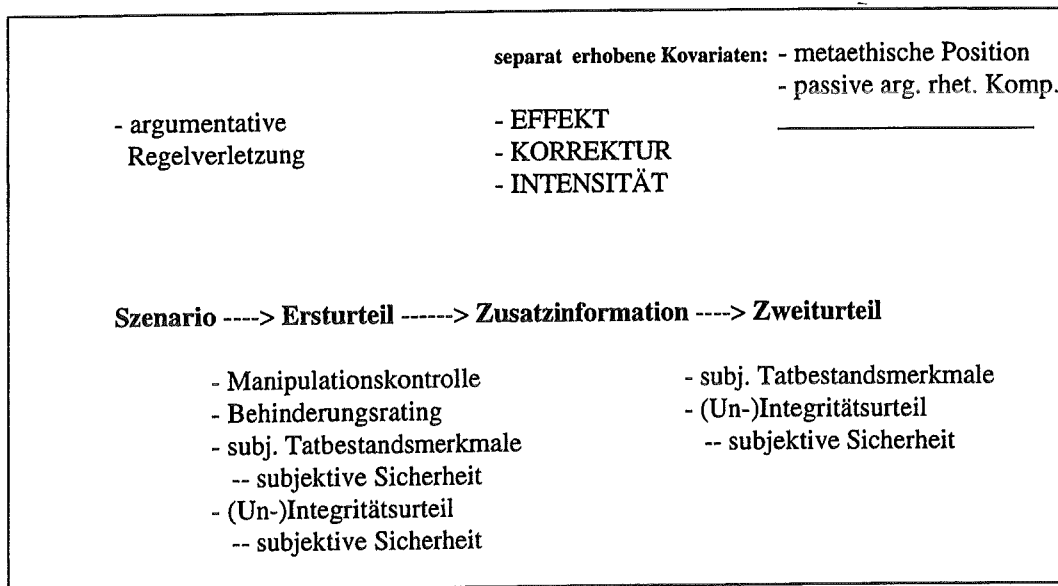 separat erhobene Kovariaten: - metaethische Position
- passive arg. rhet. Komp.
- argumentative
Regelverletzung
- EFFEKT
- KORREKTUR
- INTENSITÄT
Szenario ----> Ersturteil ------> Zusatzinformation ----> Zweiturteil
- Manipulationskontrolle
- Behinderungsrating
- subj. Tatbestandsmerkmale
-- subjektive Sicherheit
- (Un-)Integritätsurteil
-- subjektive Sicherheit
- subj. Tatbestandsmerkmale
- (Un-)Integritätsurteil
-- subjektive Sicherheit